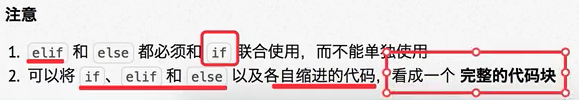 注意
1. elif 和 else 都必须和 if 联合使用，而不能单独使用
2. 可以将 if、elif 和 else 以及各自缩进的代码，看成一个 完整的代码块